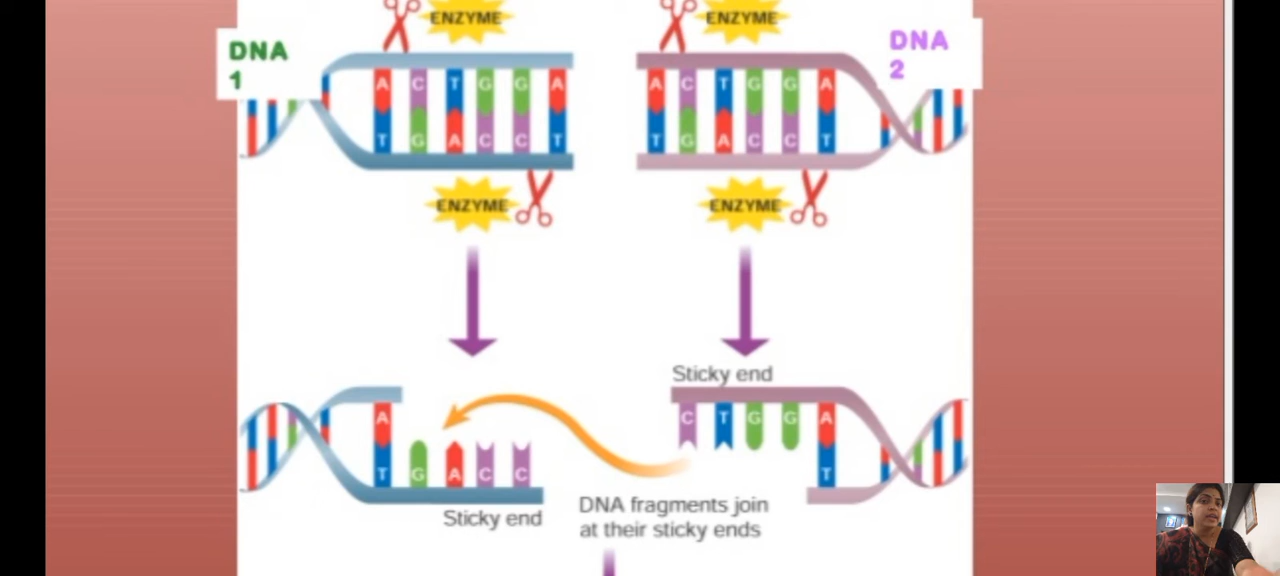 ENZYME
ENZYME
DNA
1
DNA
2
A C T G G A
T G A C C T
A C T G G A
T G A C C T
ENZYME
ENZYME
Sticky end
A
T G A C C
C T G G A
T
Sticky end
DNA fragments join
at their sticky ends